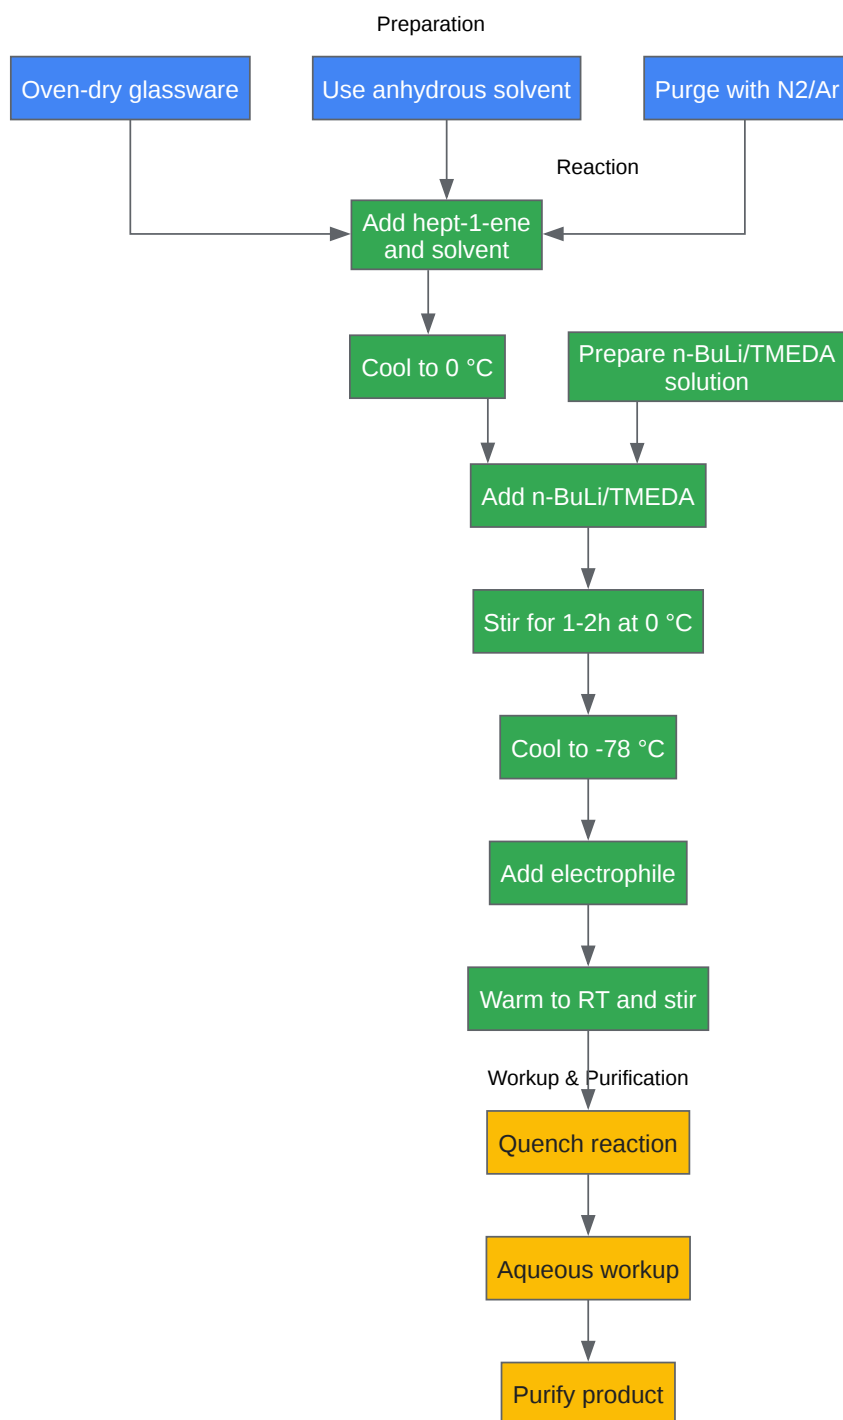 Preparation
Oven-dry glassware
Use anhydrous solvent
Purge with N2/Ar
Reaction
Add hept-1-ene
and solvent
Cool to 0 °C
Prepare n-BuLi/TMEDA
solution
Add n-BuLi/TMEDA
Stir for 1-2h at 0 °C
Cool to -78 °C
Add electrophile
Warm to RT and stir
Workup & Purification
Quench reaction
Aqueous workup
Purify product